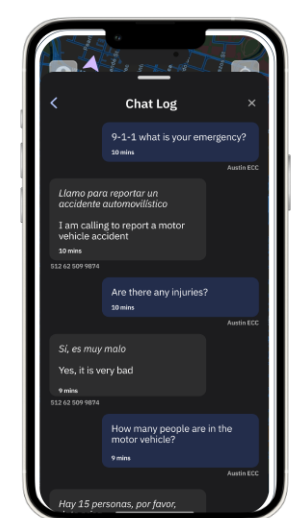 Chat Log
9-1-1 what is your emergency?
10 mins
Austin ECC
Llamo para reportar un
accidente automovilístico
I am calling to report a motor
vehicle accident
10 mins
512 62 509 9874
Are there any injuries?
10 mins
Austin ECC
Sí, es muy malo
Yes, it is very bad
9 mins
512 62 509 9874
How many people are in the
motor vehicle?
9 mins
Austin ECC
Hay 15 personas, por favor,